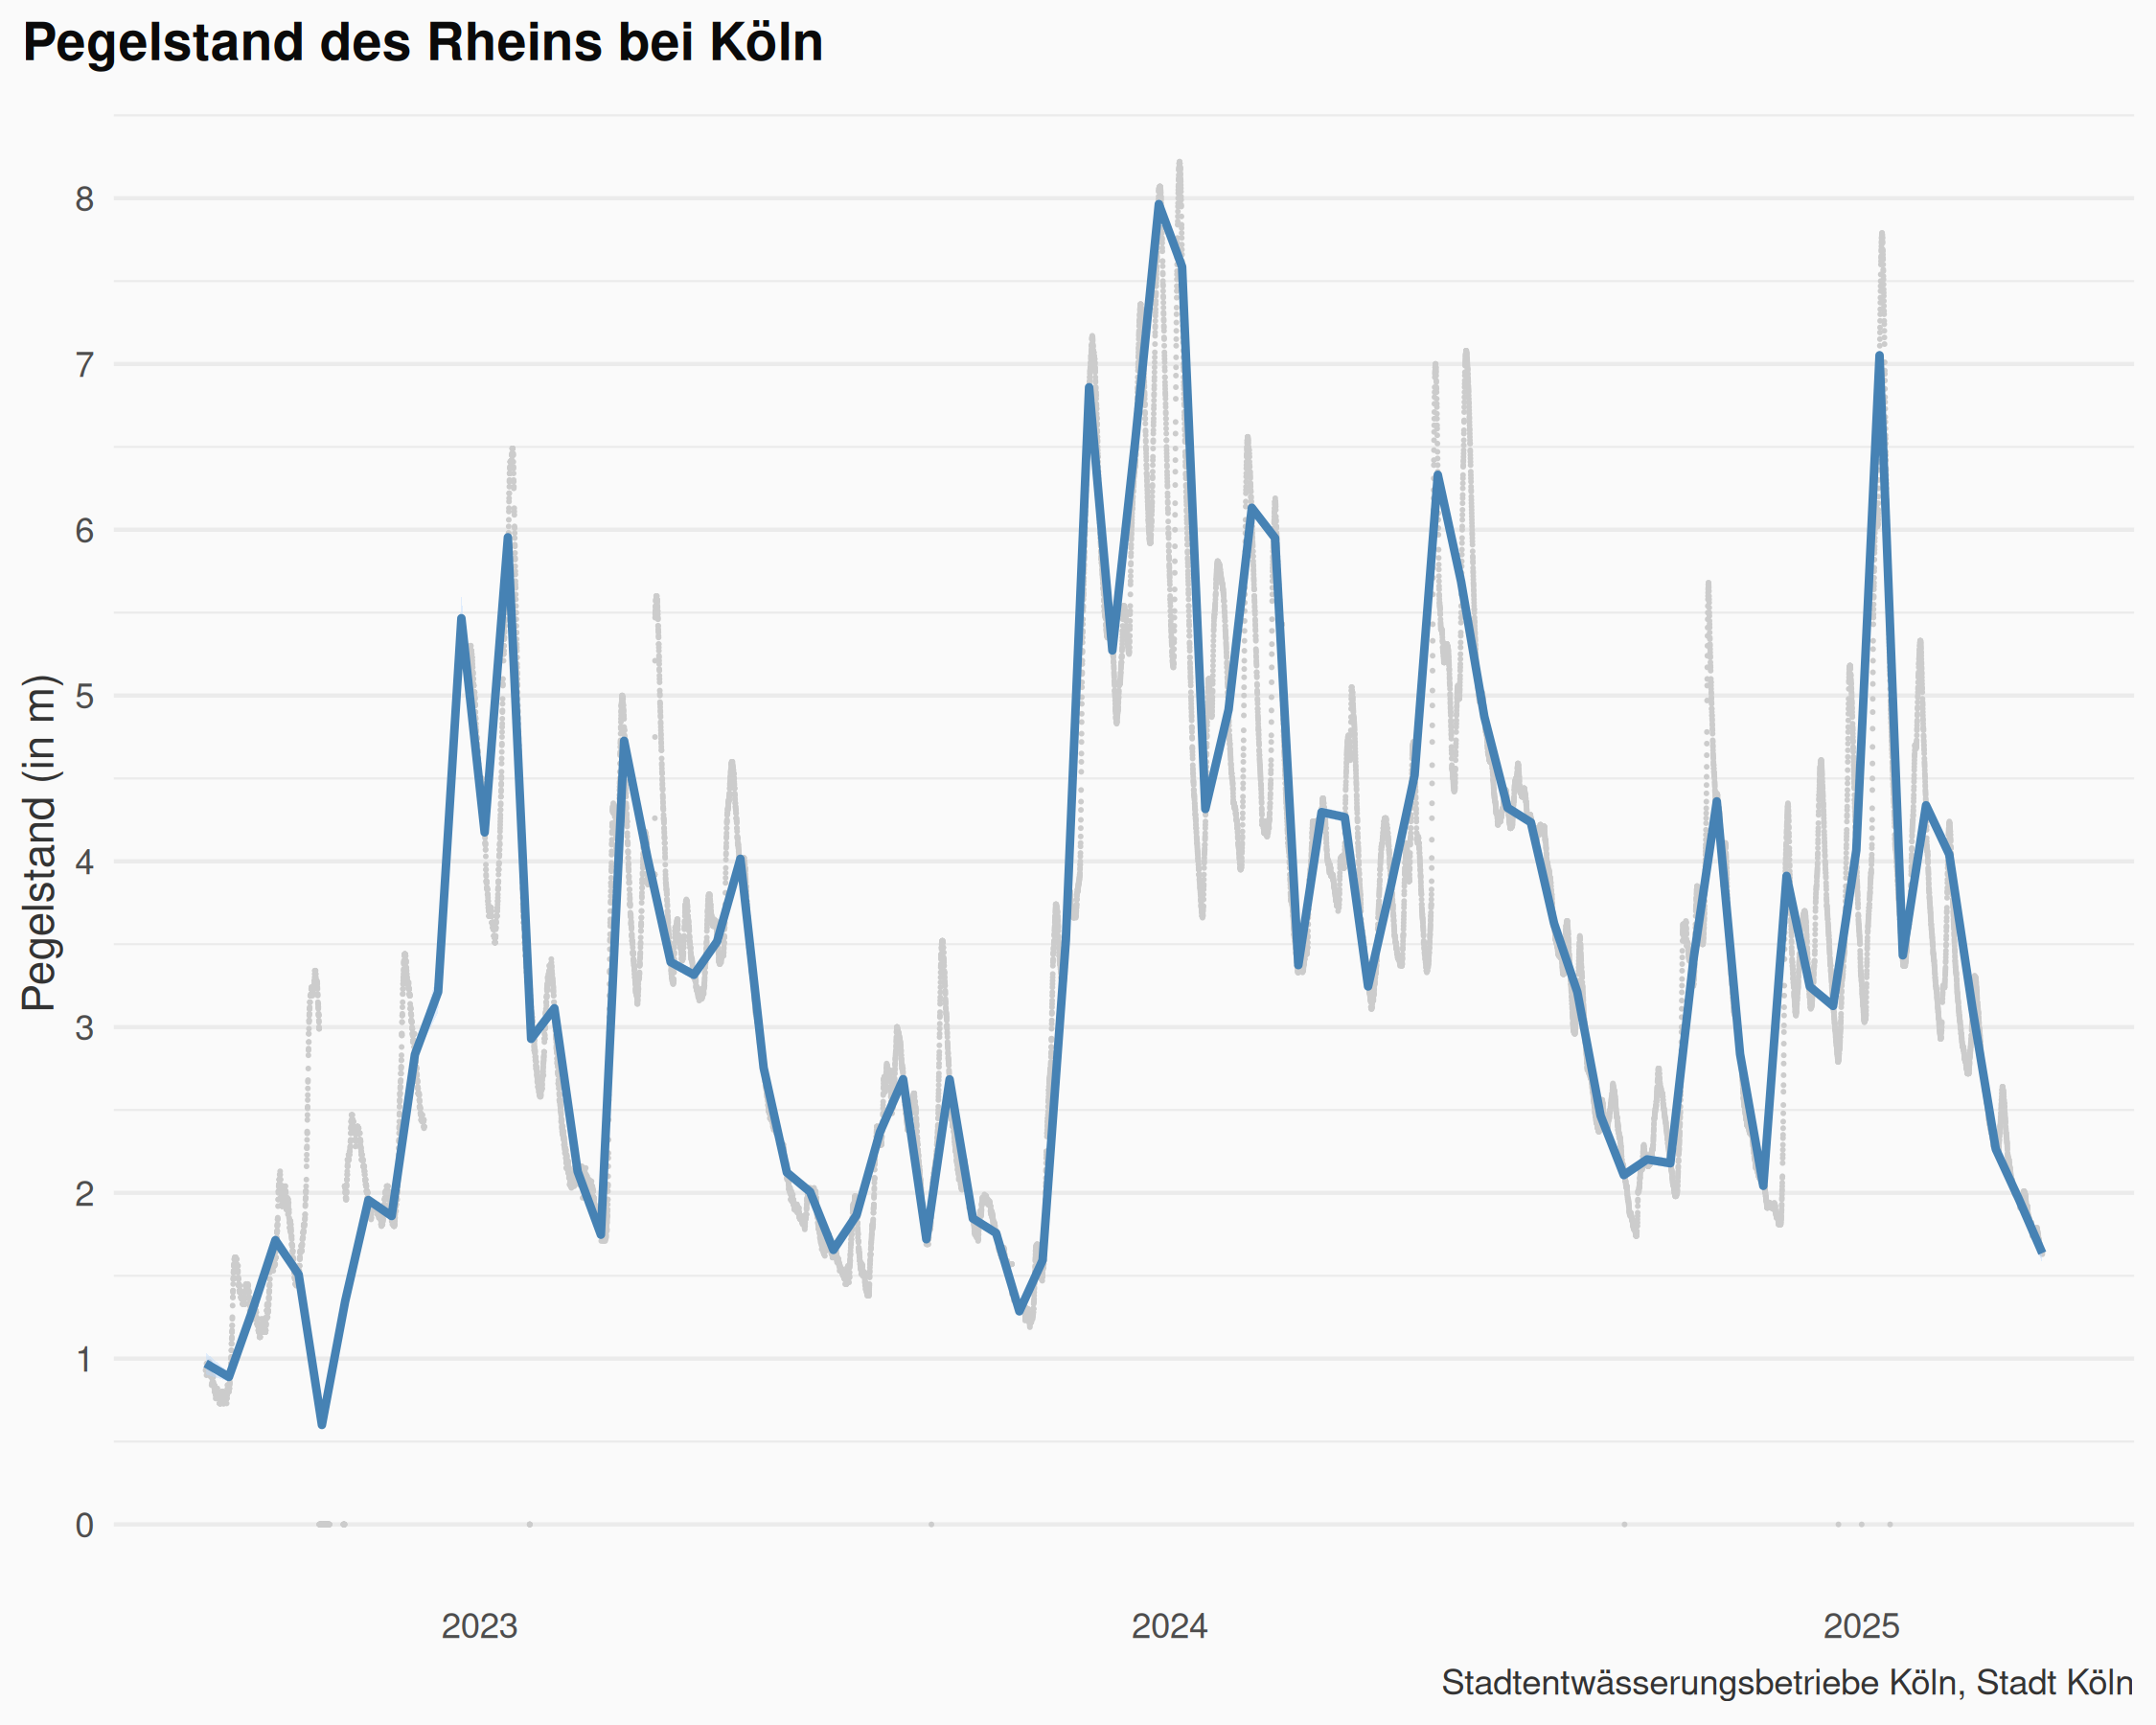 Pegelstand des Rheins bei Köln
Pegelstand (in m)
8
7
6
5
4
3
2
1
0
2023 2024 2025
Stadtentwässerungsbetriebe Köln, Stadt Köln